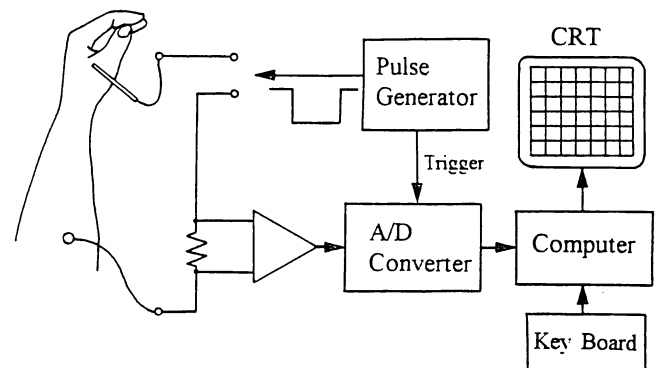 CRT
Pulse
Generator
Trigger
A/D
Converter
Computer
Key Board